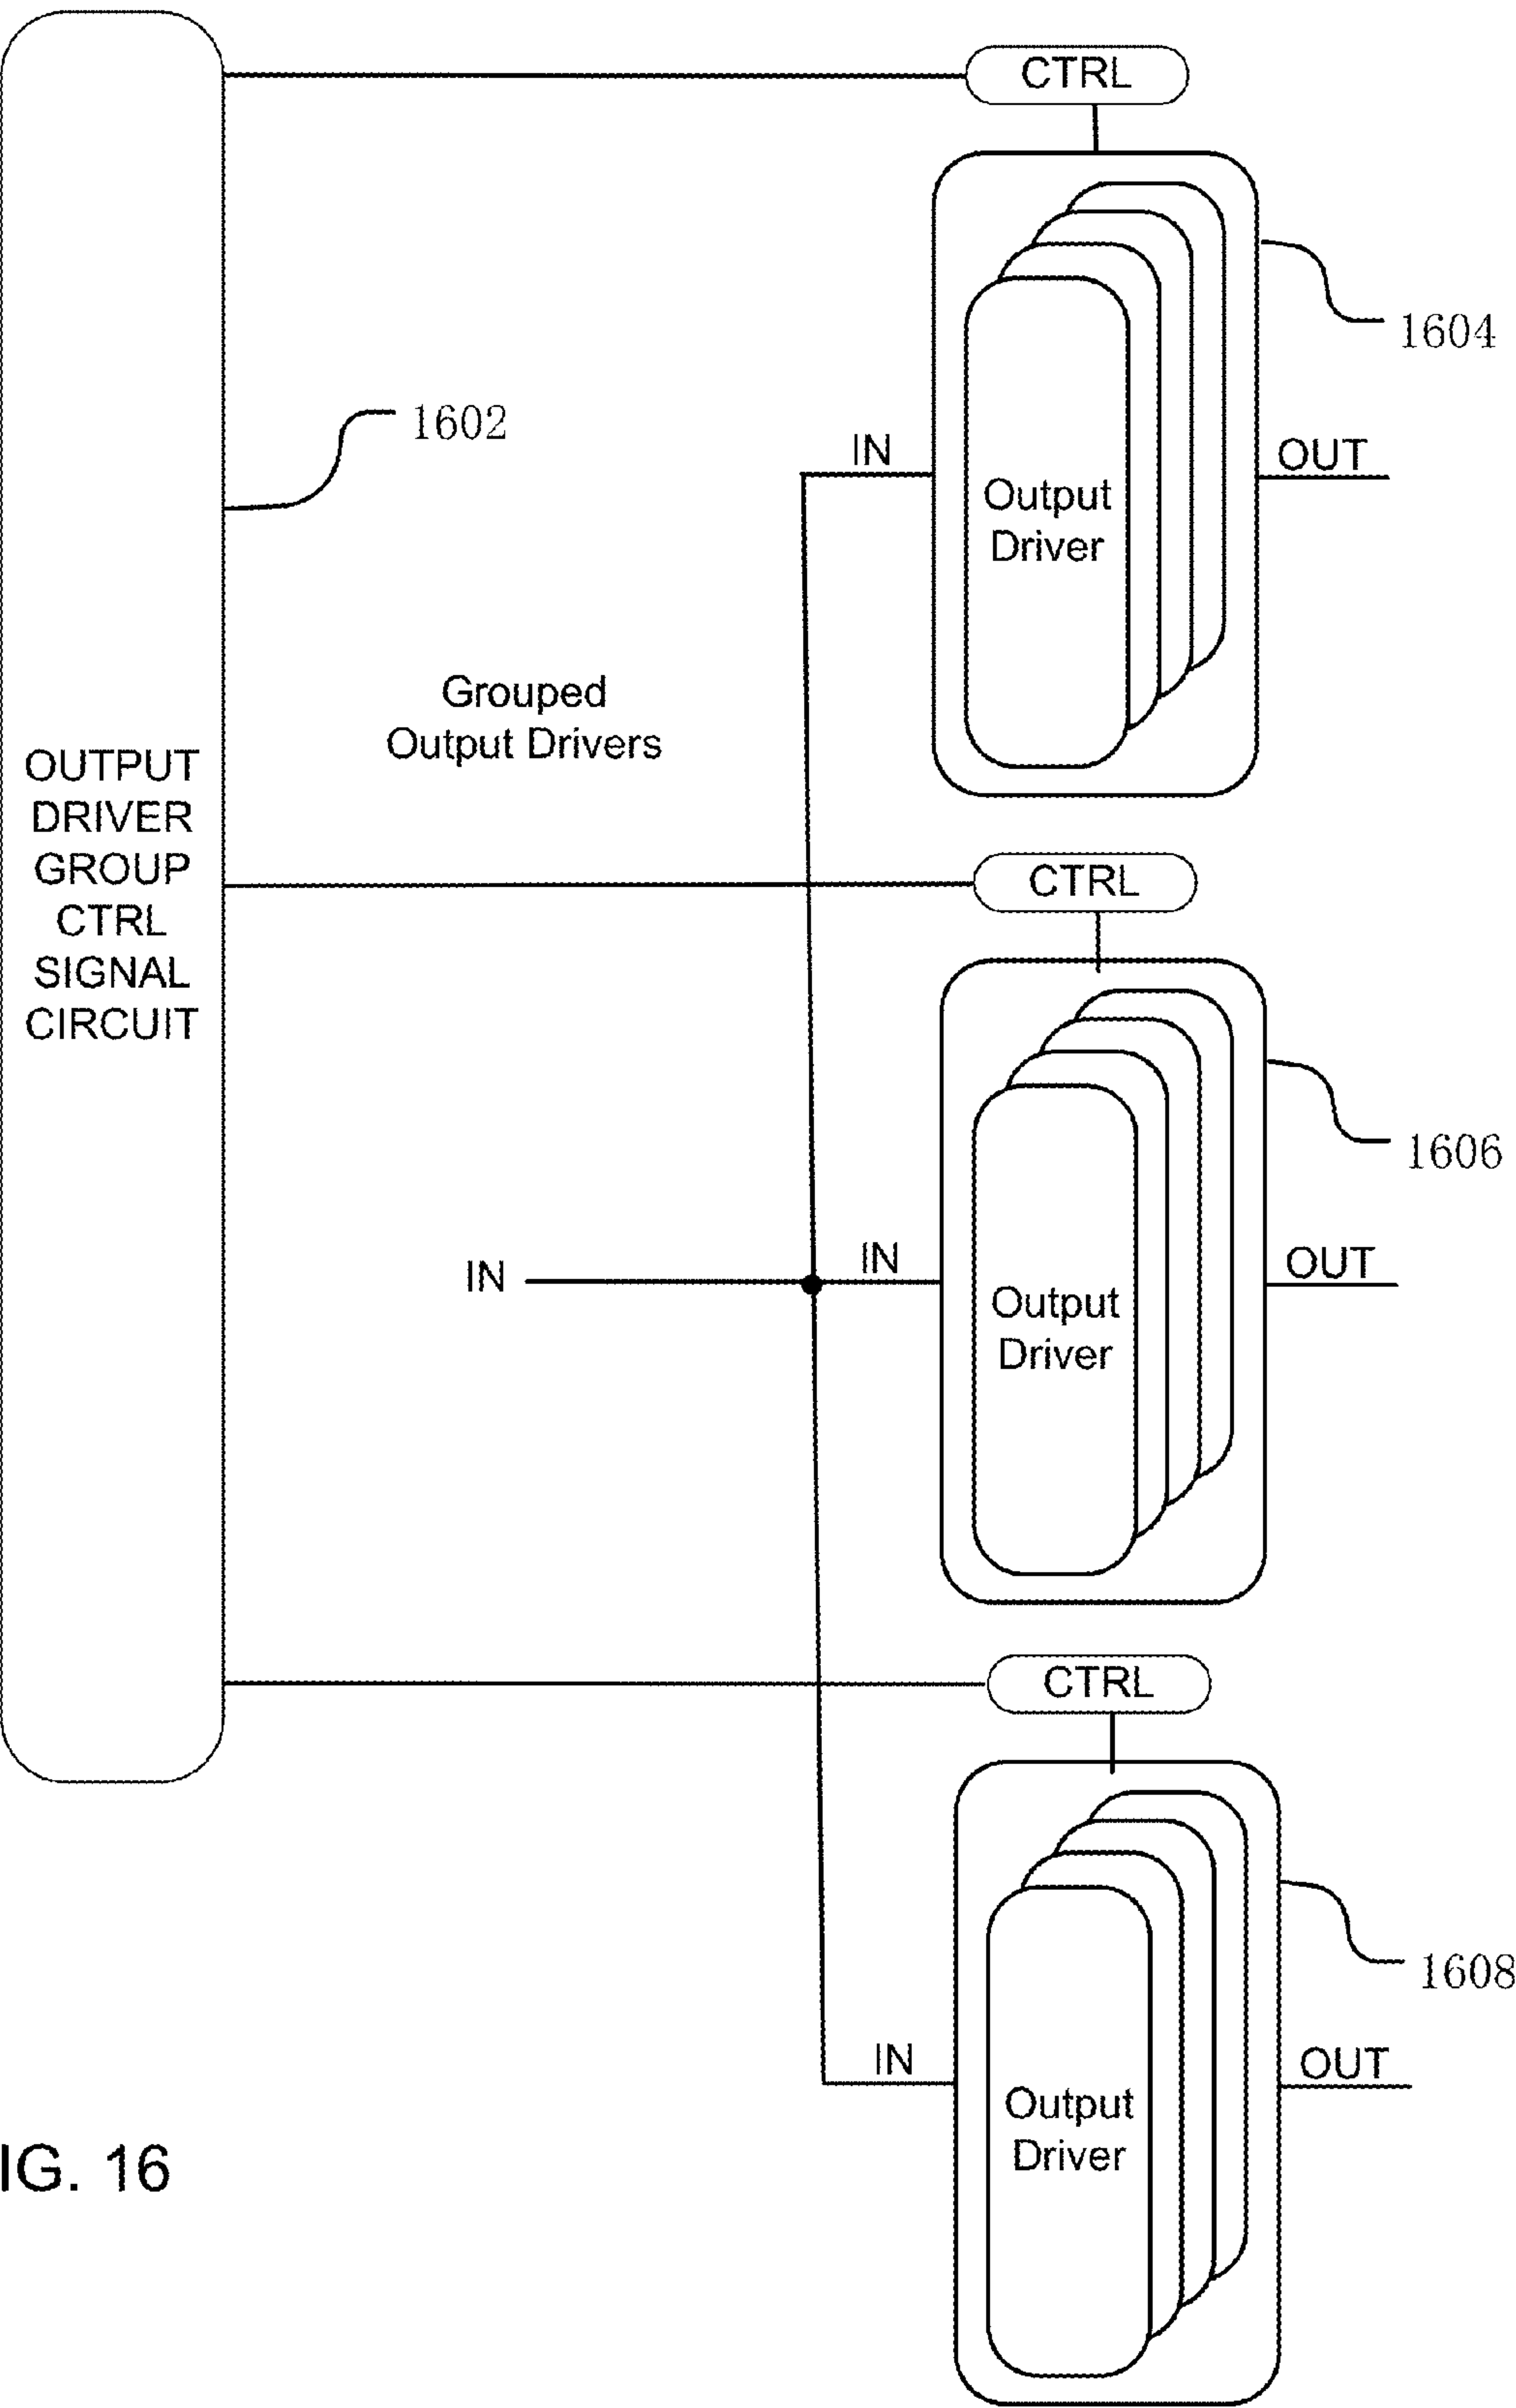 CTRL
1604
1602
IN
OUT
Output
Driver
Grouped
Output Drivers
OUTPUT
DRIVER
GROUP
CTRL
SIGNAL
CIRCUIT
CTRL
1606
IN
IN
OUT
Output
Driver
CTRL
1608
IN
OUT
Output
Driver
IG. 16